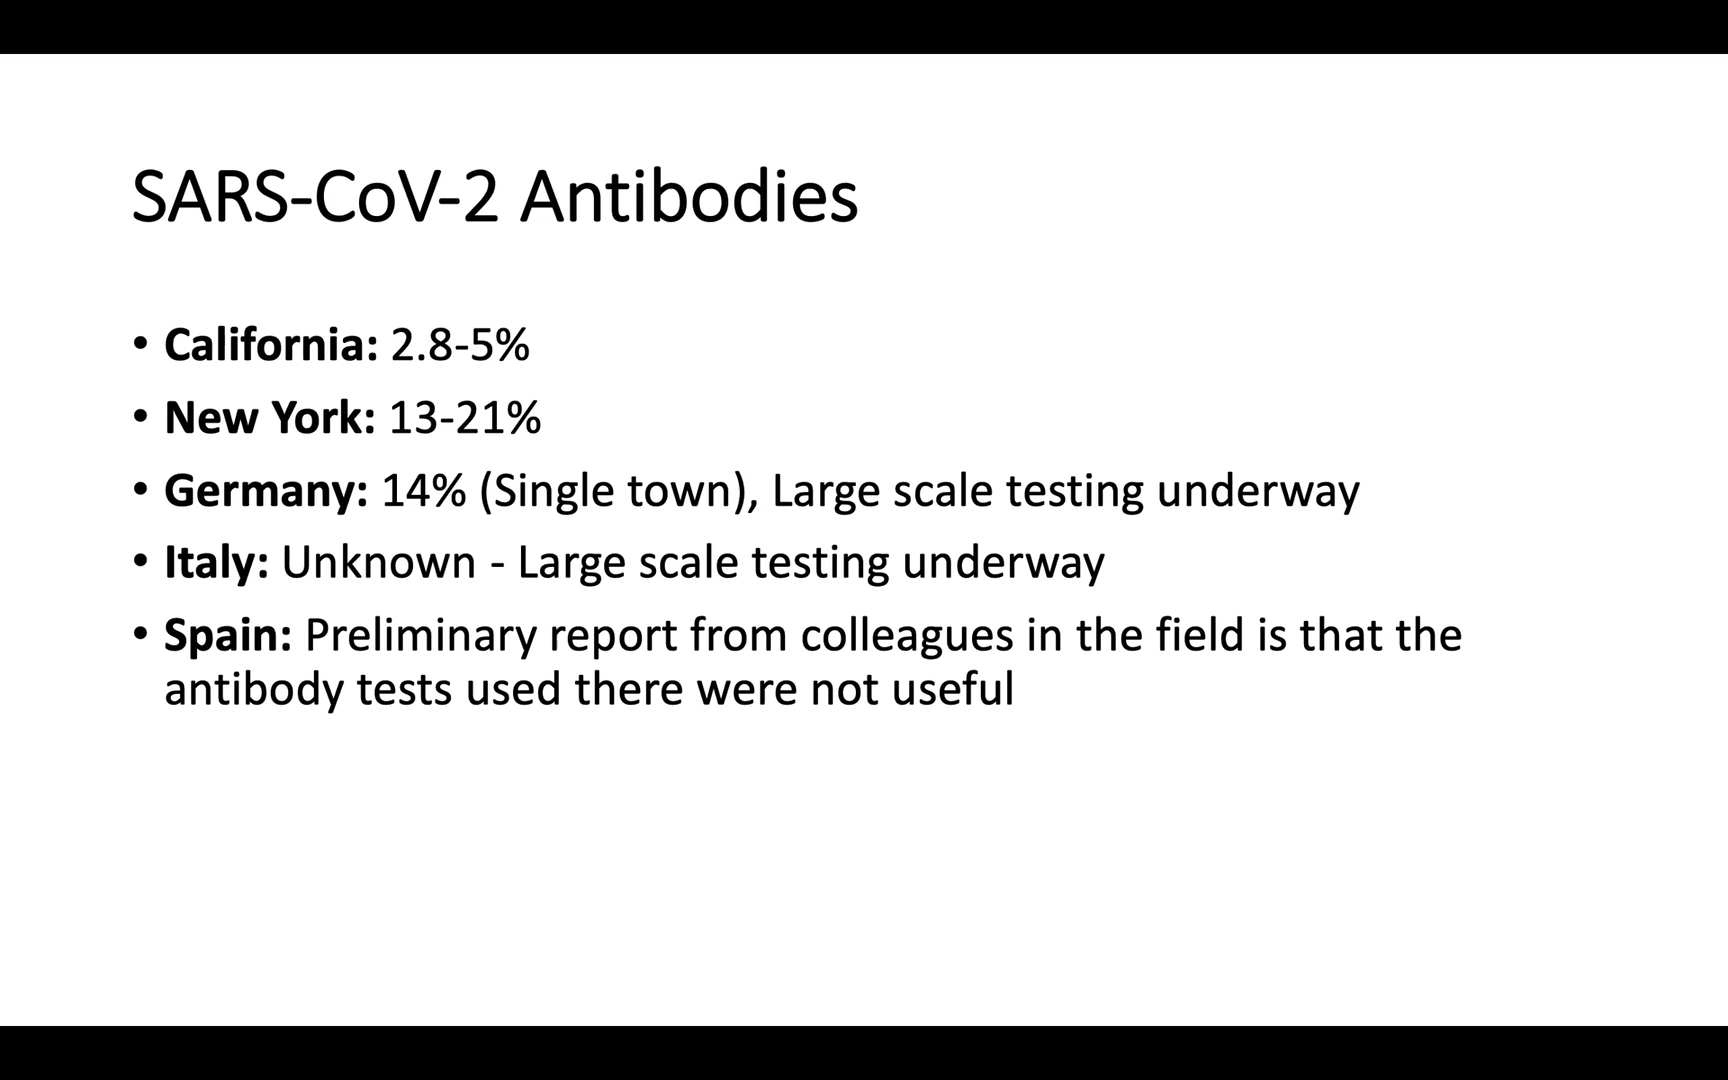 SARS-CoV-2 Antibodies
• California: 2.8-5%
• New York: 13-21%
• Germany: 14% (Single town), Large scale testing underway
• Italy: Unknown - Large scale testing underway
• Spain: Preliminary report from colleagues in the field is that the
antibody tests used there were not useful